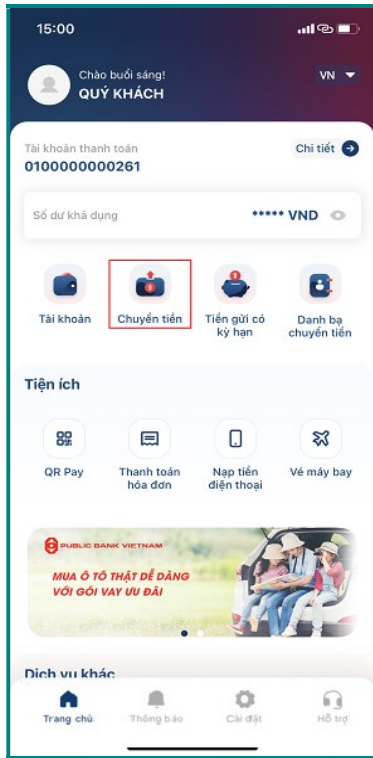 15:00
Chào buổi sáng!
QUÝ KHÁCH
VN
Tài khoản thanh toán
0100000000261
Chi tiết
Số dư khả dụng
***** VND
Tài khoản
Chuyển tiền
Tiền gửi có
kỳ hạn
Danh bạ
chuyển tiền
Tiện ích
QR Pay
Thanh toán
hóa đơn
Nạp tiền
điện thoại
Vé máy bay
PUBLIC BANK VIETNAM
MUA Ô TÔ THẬT DỄ DÀNG
VỚI GÓI VAY ƯU ĐÃI
Dịch vụ khác
Trang chủ
Thông báo
Cài đặt
Hỗ trợ